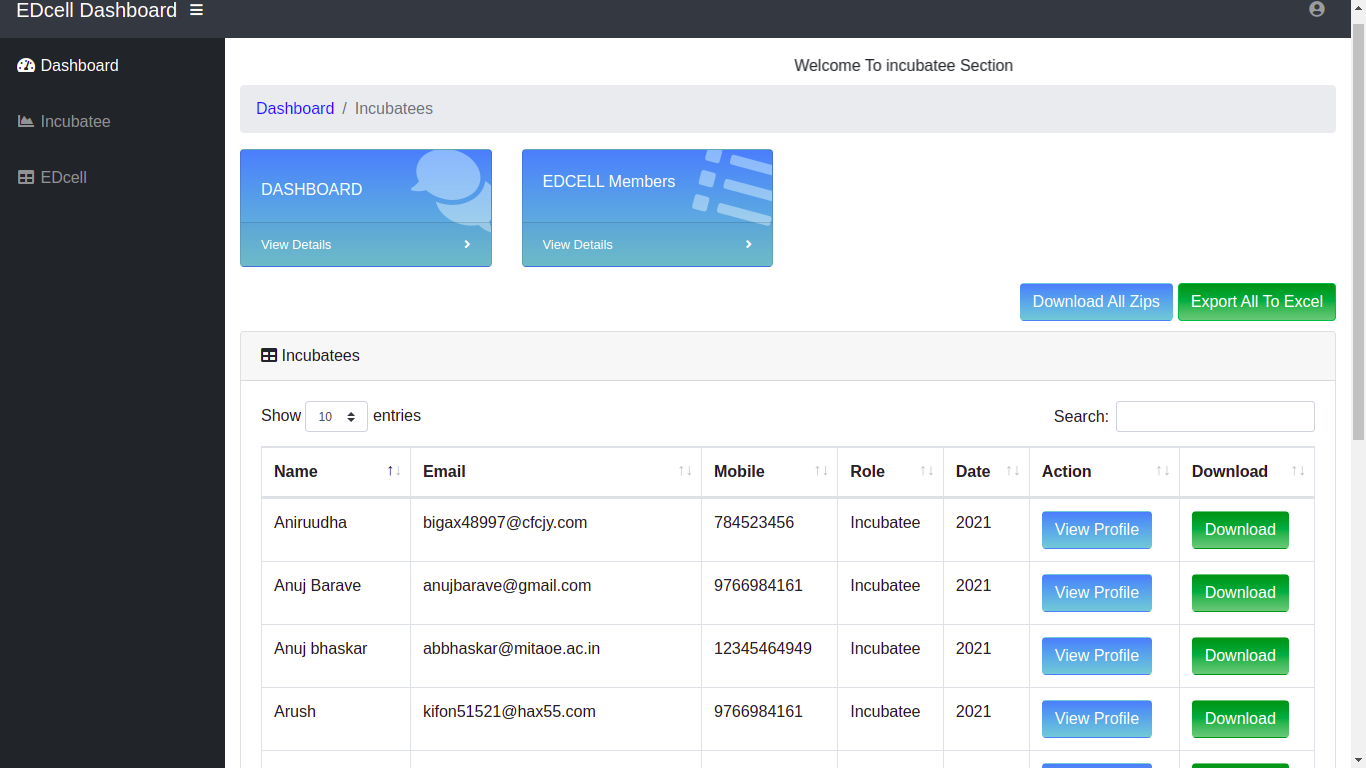 EDcell Dashboard
Dashboard
Incubatee
EDcell
Welcome To incubatee Section
Dashboard / Incubatees
DASHBOARD
View Details
EDCELL Members
View Details
Download All Zips Export All To Excel
Incubatees
Show 10 entries Search:
Name Email Mobile Role Date Action Download
Aniruudha bigax48997@cfcjy.com 784523456 Incubatee 2021 View Profile Download
Anuj Barave anujbarave@gmail.com 9766984161 Incubatee 2021 View Profile Download
Anuj bhaskar abbhaskar@mitaoe.ac.in 12345464949 Incubatee 2021 View Profile Download
Arush kifon51521@hax55.com 9766984161 Incubatee 2021 View Profile Download